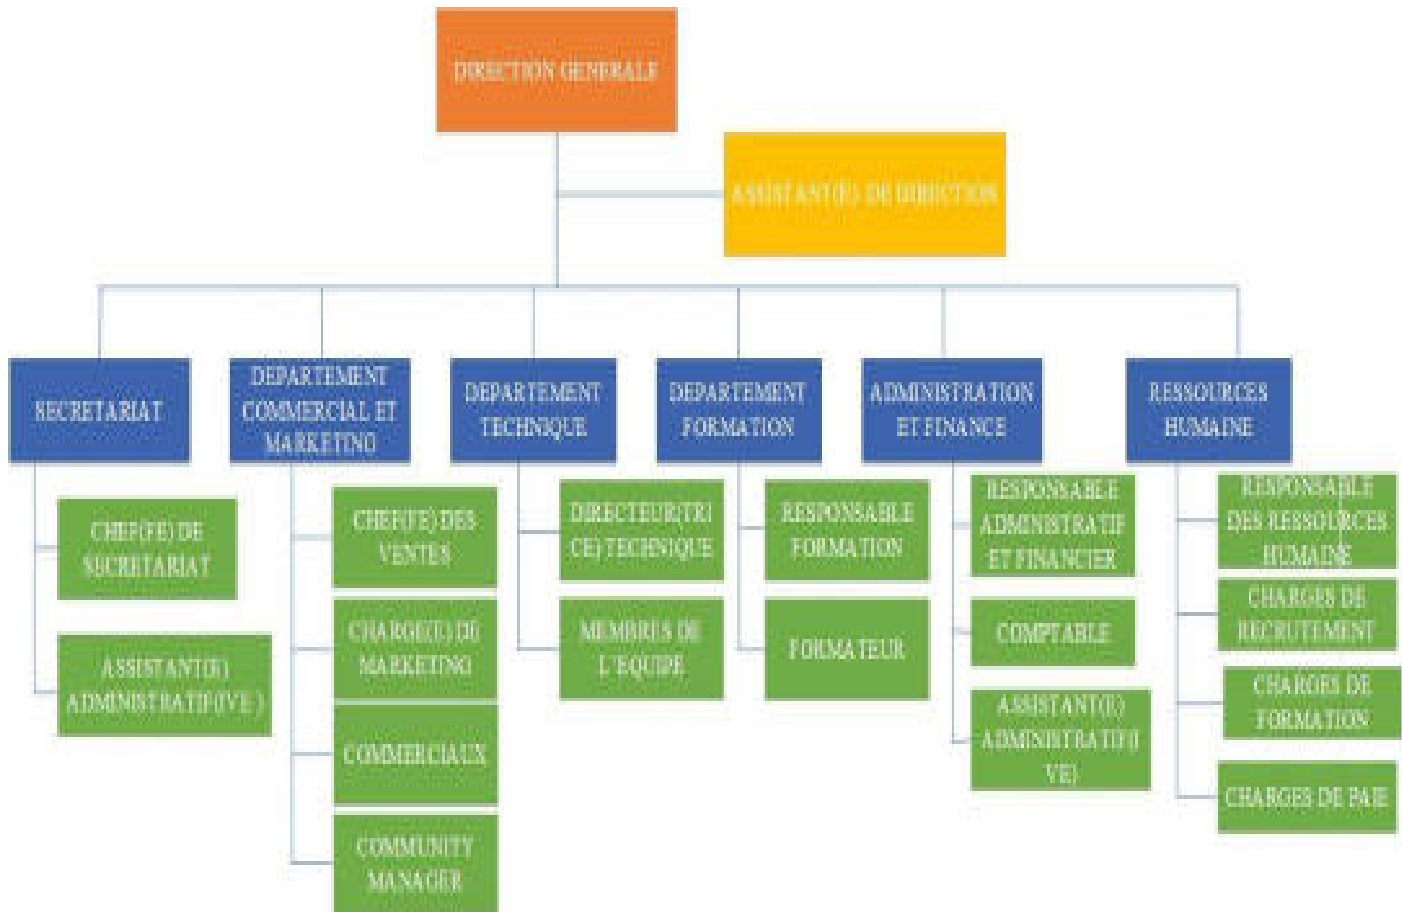 DIRECTION GENERALE
ASSISTANT(E) DE DIRECTION
SECRETARIAT
DEPARTEMENT
COMMERCIAL ET
MARKETING
DEPARTEMENT
TECHNIQUE
DEPARTEMENT
FORMATION
ADMINISTRATION
ET FINANCE
RESSOURCES
HUMAINE
CHEF(FE) DE
SECRETARIAT
ASSISTANT(E)
ADMINISTRATIF(IVE )
CHEF(FE) DES
VENTES
CHARGE(E) DE
MARKETING
COMMERCIAUX
COMMUNITY
MANAGER
DIRECTEUR(TRI
CE) TECHNIQUE
MEMBRES DE
L'EQUIPE
RESPONSABLE
FORMATION
FORMATEUR
RESPONSABLE
ADMINISTRATIF
ET FINANCIER
COMPTABLE
ASSISTANT(E)
ADMINISTRATIF(I
VE)
RESPONSABLE
DES RESSOURCES
HUMAINE
CHARGES DE
RECRUTEMENT
CHARGES DE
FORMATION
CHARGES DE PAIE